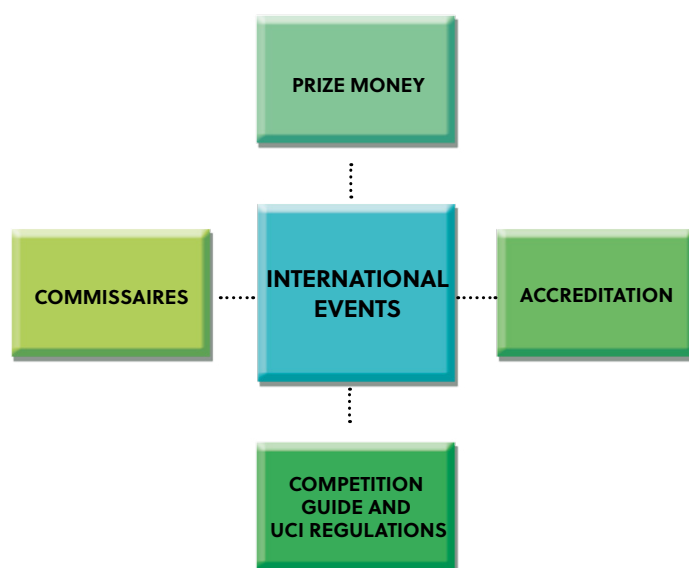 PRIZE MONEY
COMMISSAIRES
INTERNATIONAL
EVENTS
ACCREDITATION
COMPETITION
GUIDE AND
UCI REGULATIONS